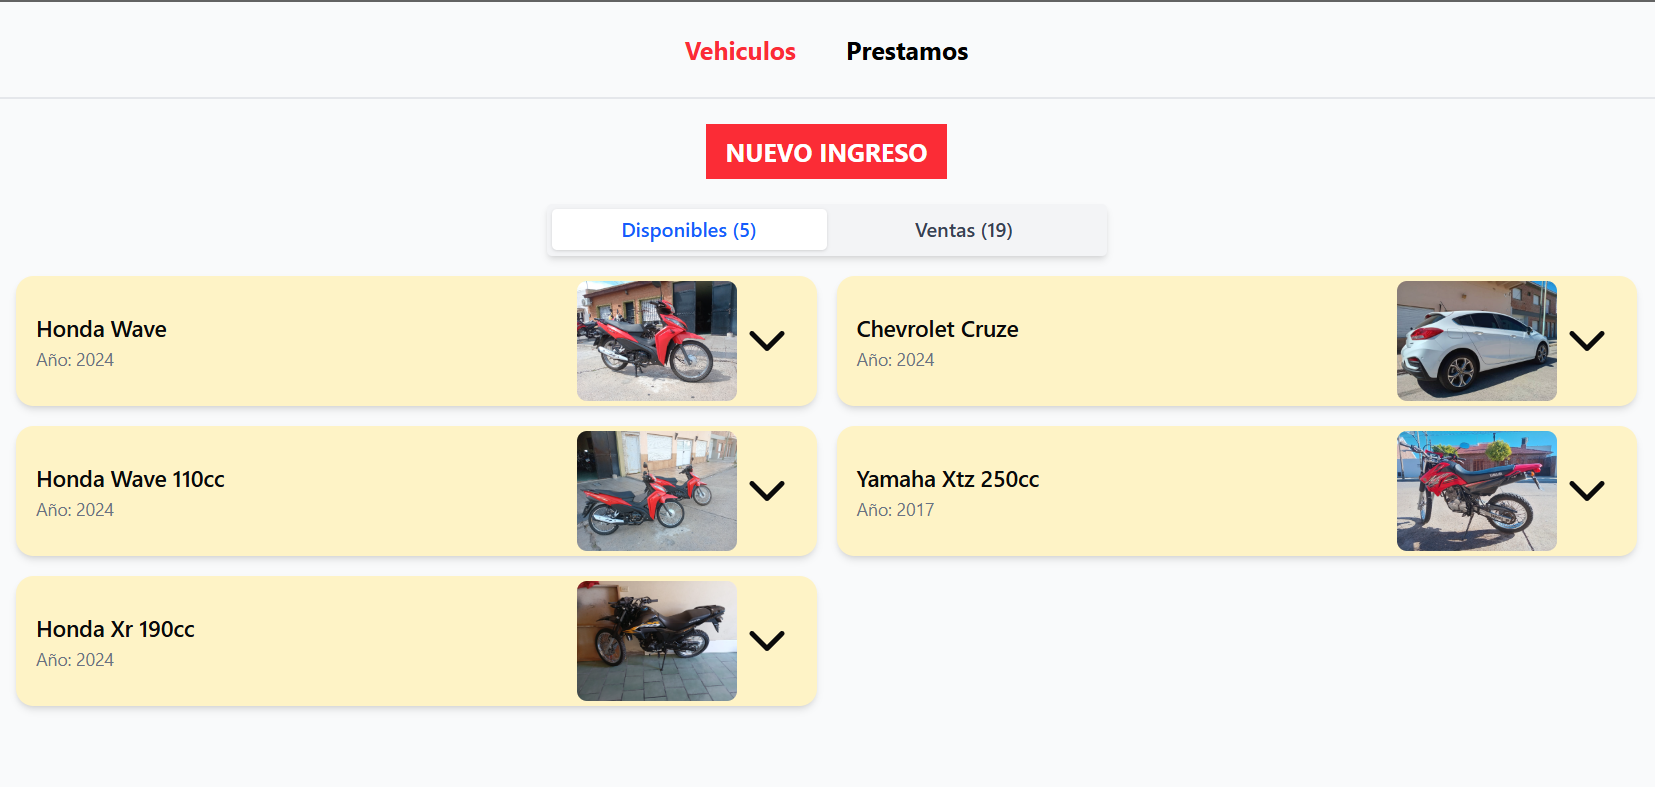 Vehiculos
Prestamos
NUEVO INGRESO
Disponibles (5)
Ventas (19)
Honda Wave
Año: 2024
Chevrolet Cruze
Año: 2024
Honda Wave 110cc
Año: 2024
Yamaha Xtz 250cc
Año: 2017
Honda Xr 190cc
Año: 2024